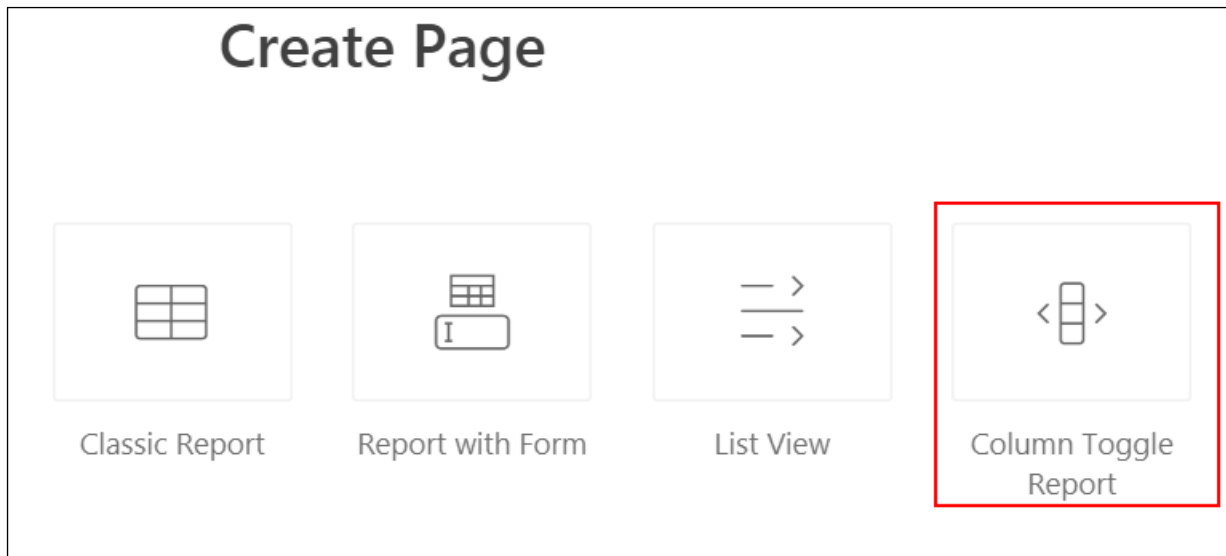 Create Page
Classic Report
Report with Form
List View
Column Toggle
Report